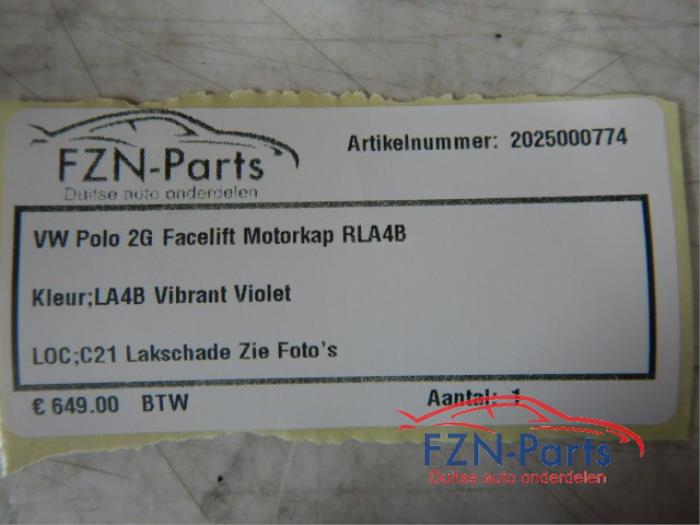 FZN-Parts
Duitse auto onderdelen
Artikelnummer: 2025000774
VW Polo 2G Facelift Motorkap RLA4B
Kleur;LA4B Vibrant Violet
LOC;C21 Lakschade Zie Foto's
€ 649.00 BTW
Aantal: 1
FZN-Parts
Duitse auto onderdelen